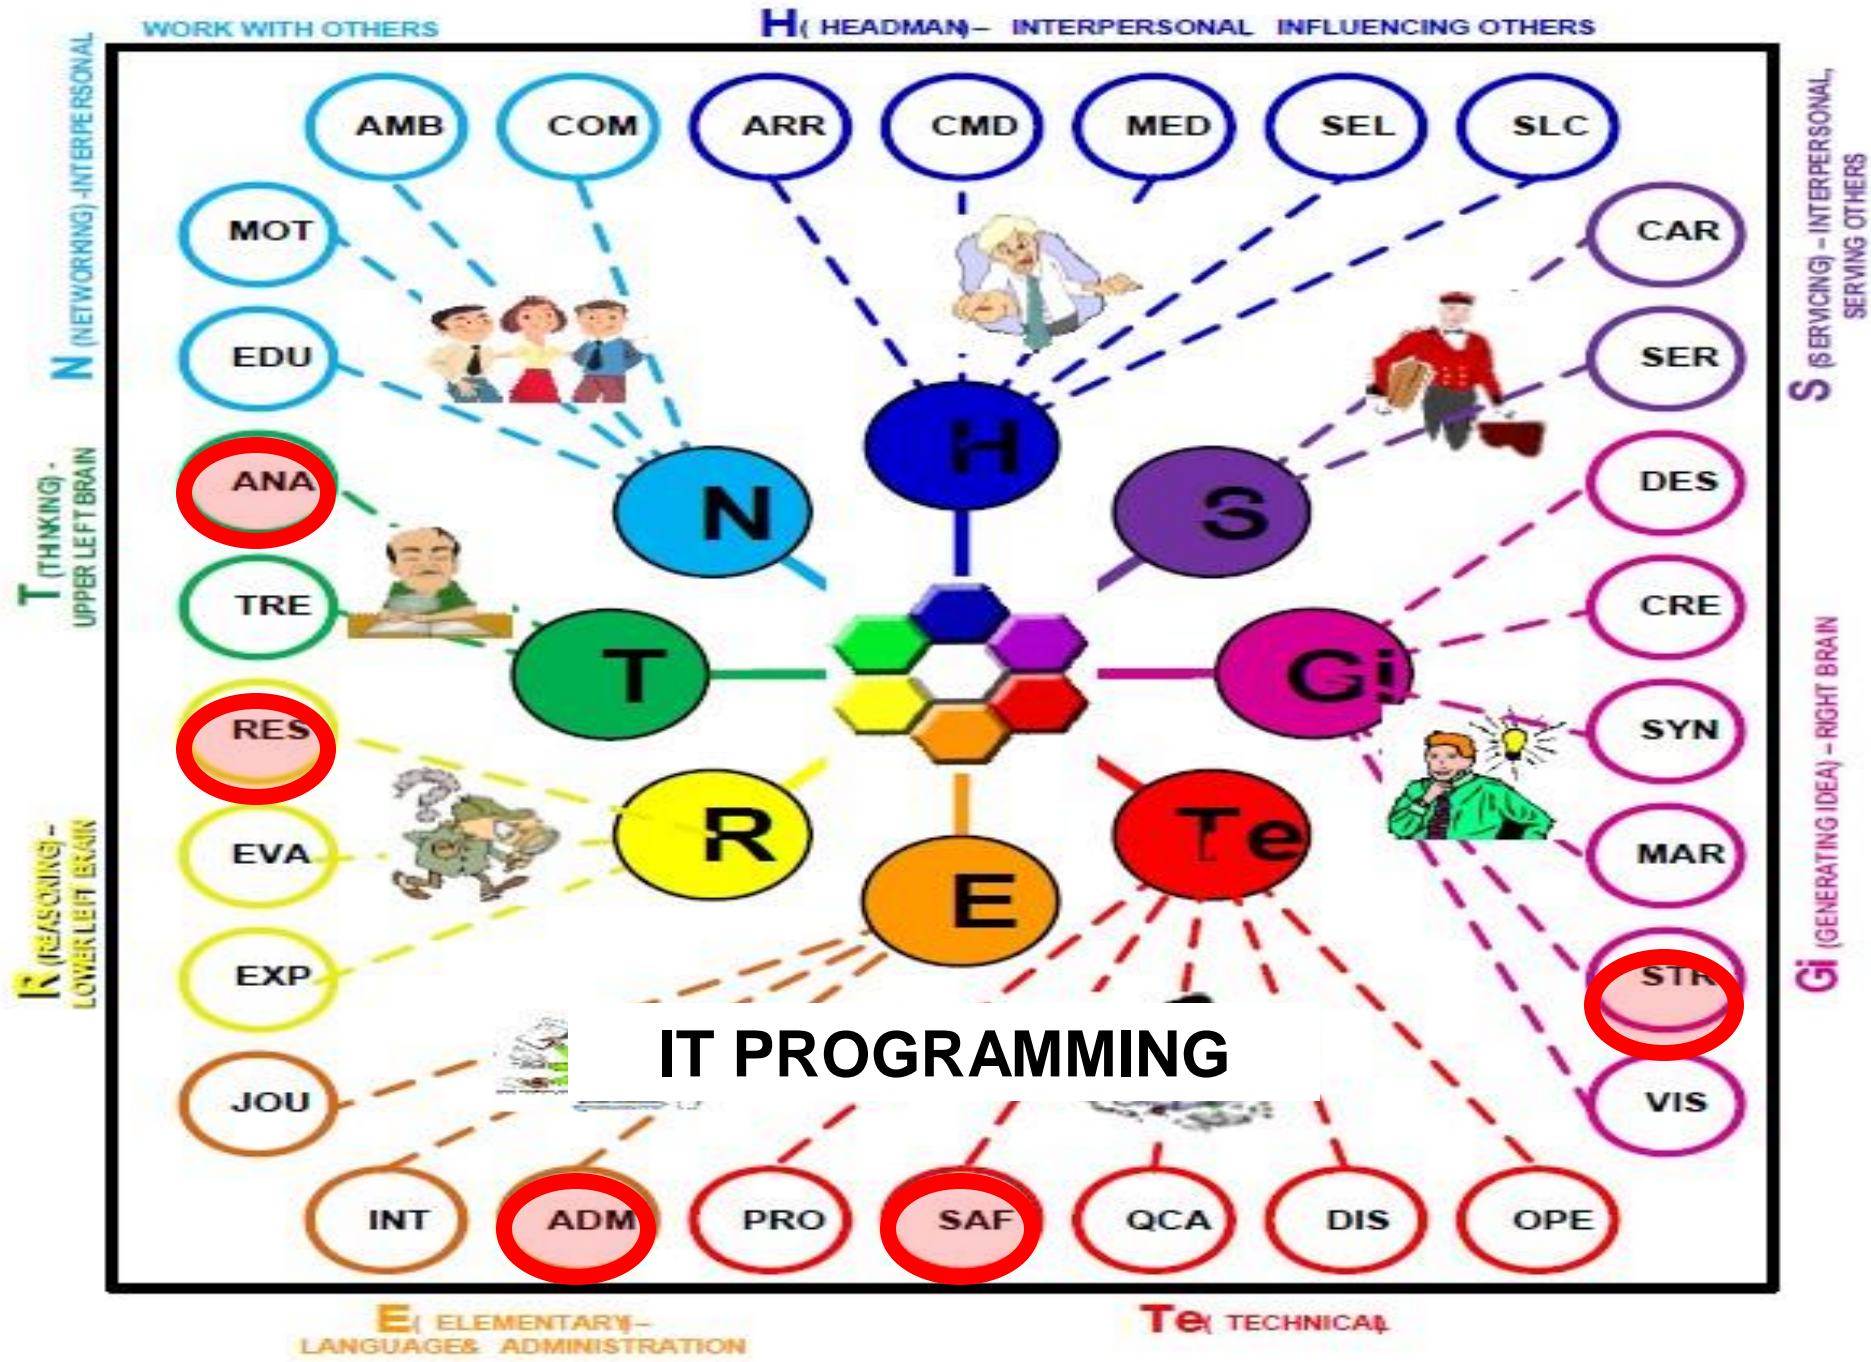 WORK WITH OTHERS
H( HEADMAN)– INTERPERSONAL INFLUENCING OTHERS
N (NETWORKING) -INTERPERSONAL
S (SERVICING) – INTERPERSONAL,
SERVING OTHERS
AMB
COM
ARR
CMD
MED
SEL
SLC
MOT
CAR
EDU
SER
ANA
DES
TRE
CRE
RES
SYN
EVA
MAR
EXP
STR
JOU
VIS
INT
ADM
PRO
SAF
QCA
DIS
OPE
H
N
S
T
Gi
R
Te
E
IT PROGRAMMING
T (THINKING) -
UPPER LEFT BRAIN
R (REASONING) –
LOWER LEFT BRAIN
Gi (GENERATING IDEA) – RIGHT BRAIN
E( ELEMENTARY)–
LANGUAGE& ADMINISTRATION
Te( TECHNICAL)